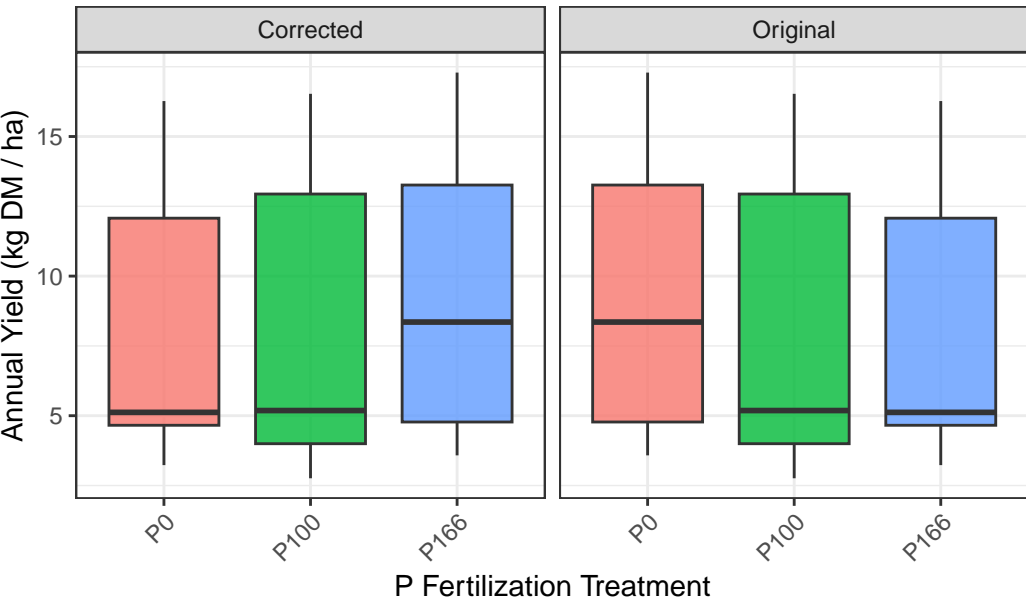 Corrected
Original
Annual Yield (kg DM / ha)
15
10
5
P0
P100
P166
P0
P100
P166
P Fertilization Treatment